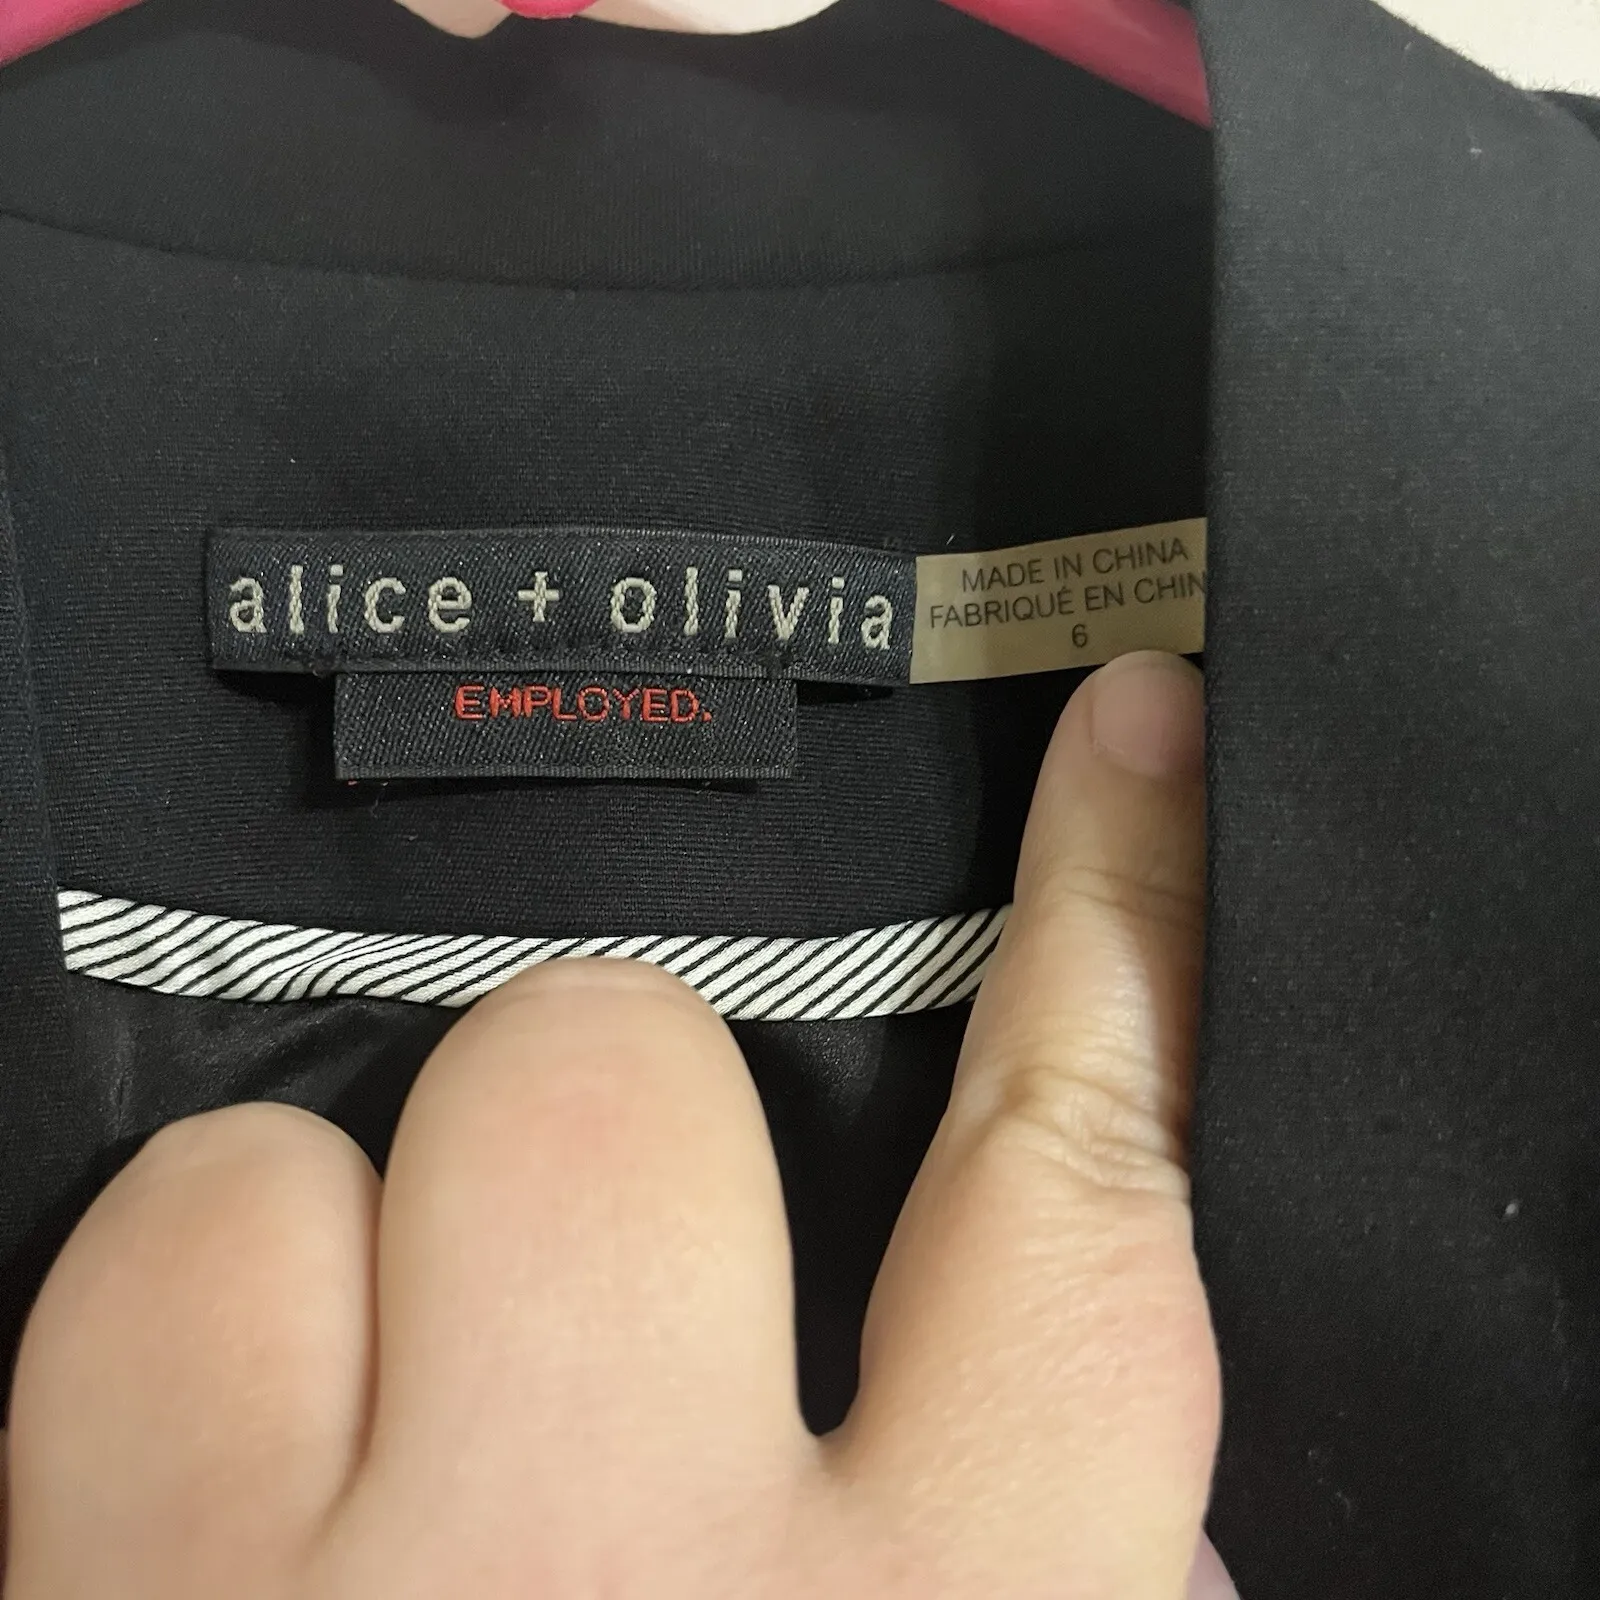 alice + olivia
EMPLOYED.
MADE IN CHINA
FABRIQUÉ EN CHIN
6